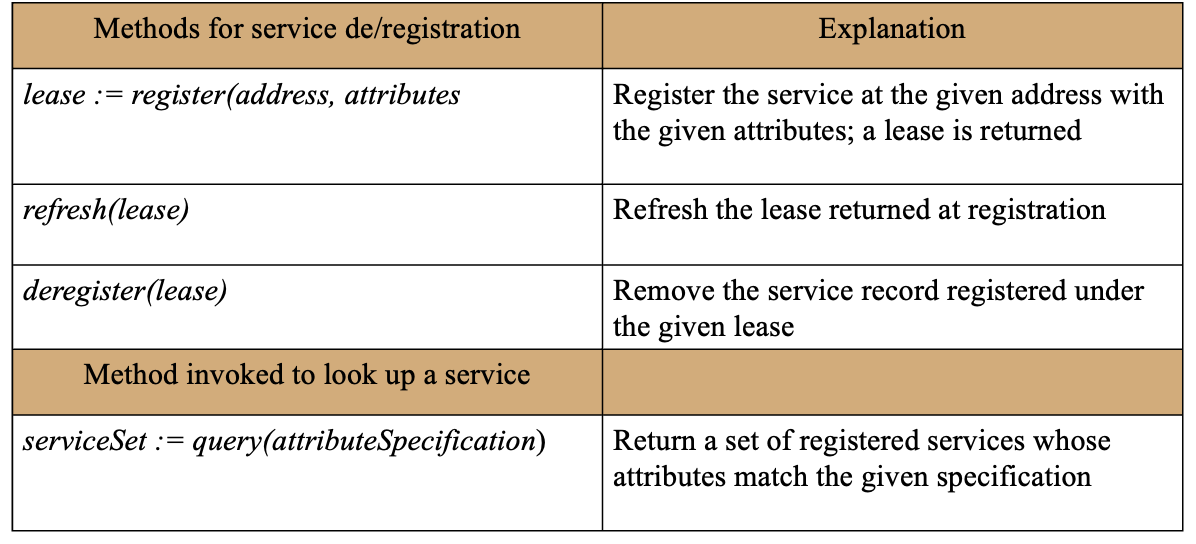 Methods for service de/registration
Explanation
lease := register(address, attributes
Register the service at the given address with
the given attributes; a lease is returned
refresh(lease)
Refresh the lease returned at registration
deregister(lease)
Remove the service record registered under
the given lease
Method invoked to look up a service
serviceSet := query(attributeSpecification)
Return a set of registered services whose
attributes match the given specification